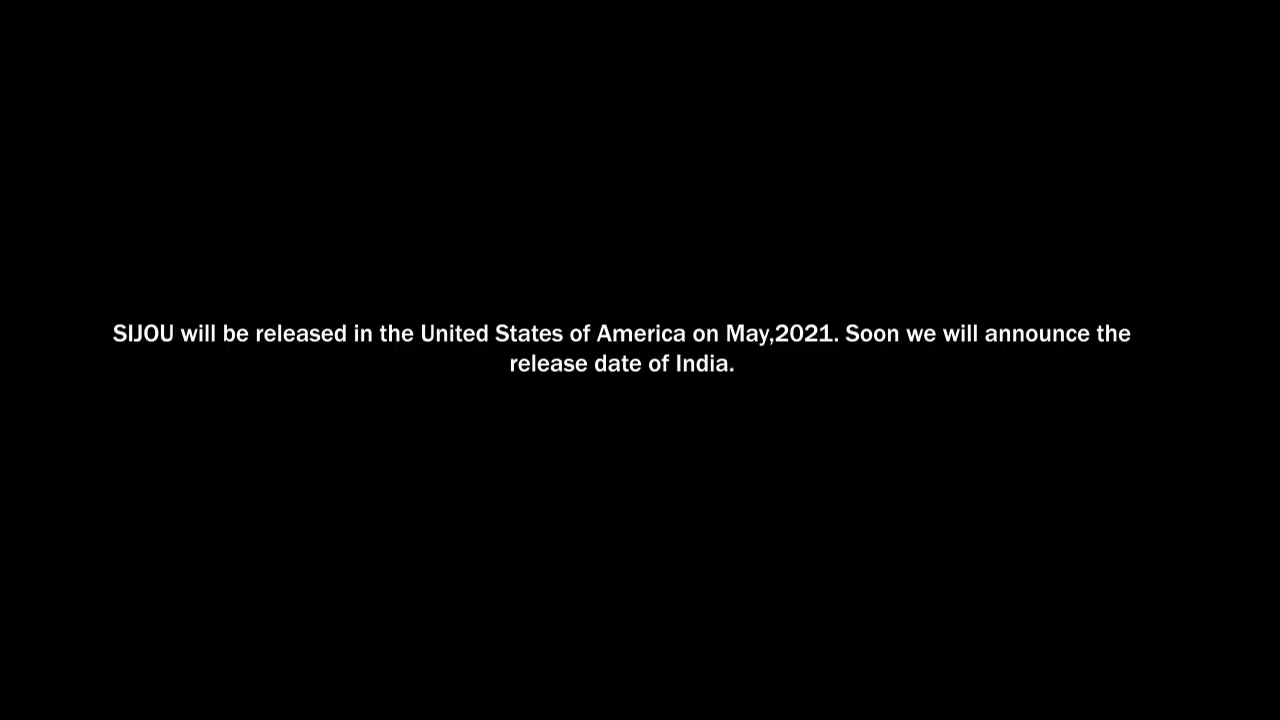 SIJOU will be released in the United States of America on May,2021. Soon we will announce the
release date of India.